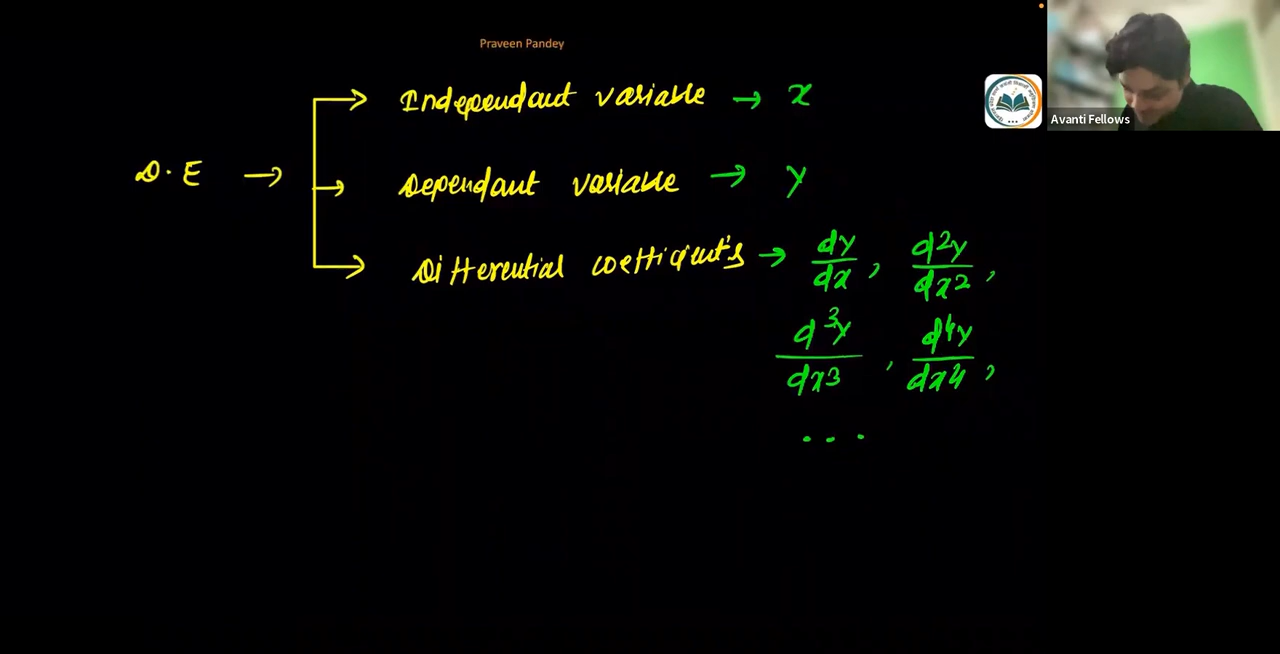 Praveen Pandey
Independant variable → x
Avanti Fellows
D.E →
Dependant variable → y
Differential coefficients → dy/dx, d²y/dx²,
d³y/dx³, d⁴y/dx⁴,
...